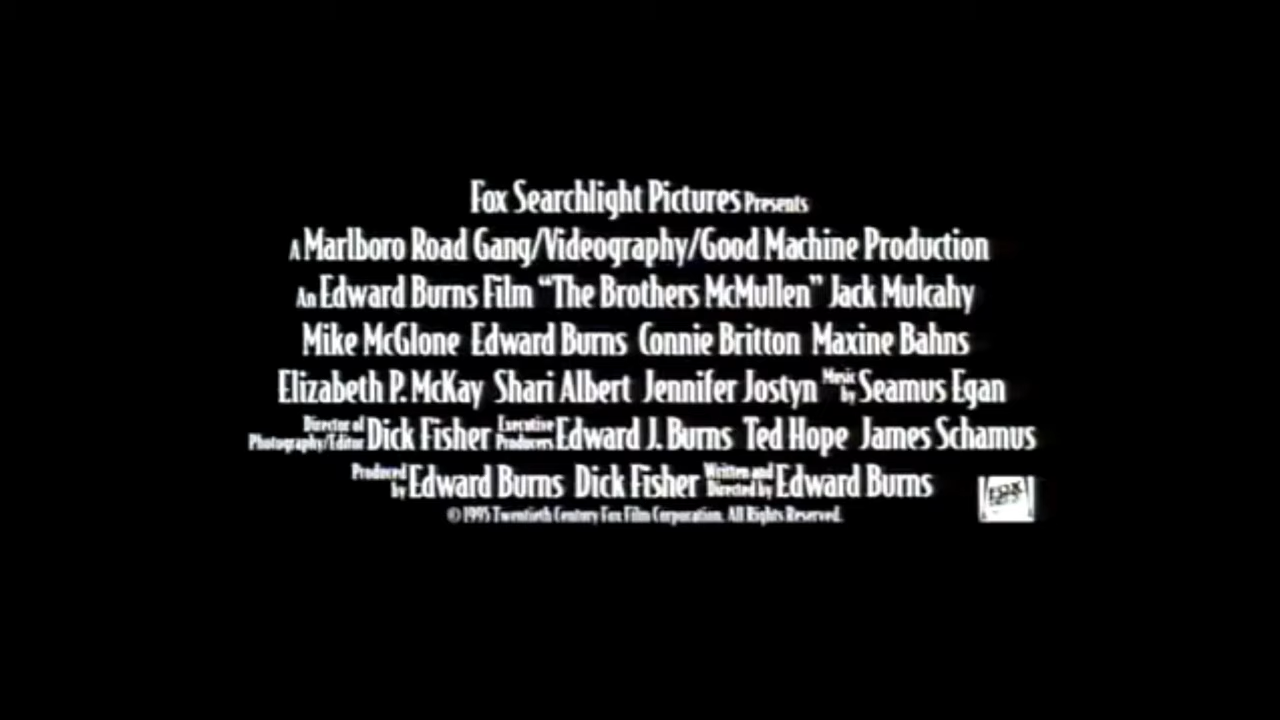 Fox Searchlight Pictures Presents
A Marlboro Road Gang/Videography/Good Machine Production
An Edward Burns Film “The Brothers McMullen” Jack Mulcahy
Mike McGlone Edward Burns Connie Britton Maxine Bahns
Elizabeth P. McKay Shari Albert Jennifer Jostyn Music by Seamus Egan
Director of Photography/Editor Dick Fisher Executive Producers Edward J. Burns Ted Hope James Schamus
Produced by Edward Burns Dick Fisher Written and Directed by Edward Burns
© 1995 Twentieth Century Fox Film Corporation. All Rights Reserved.
FOX